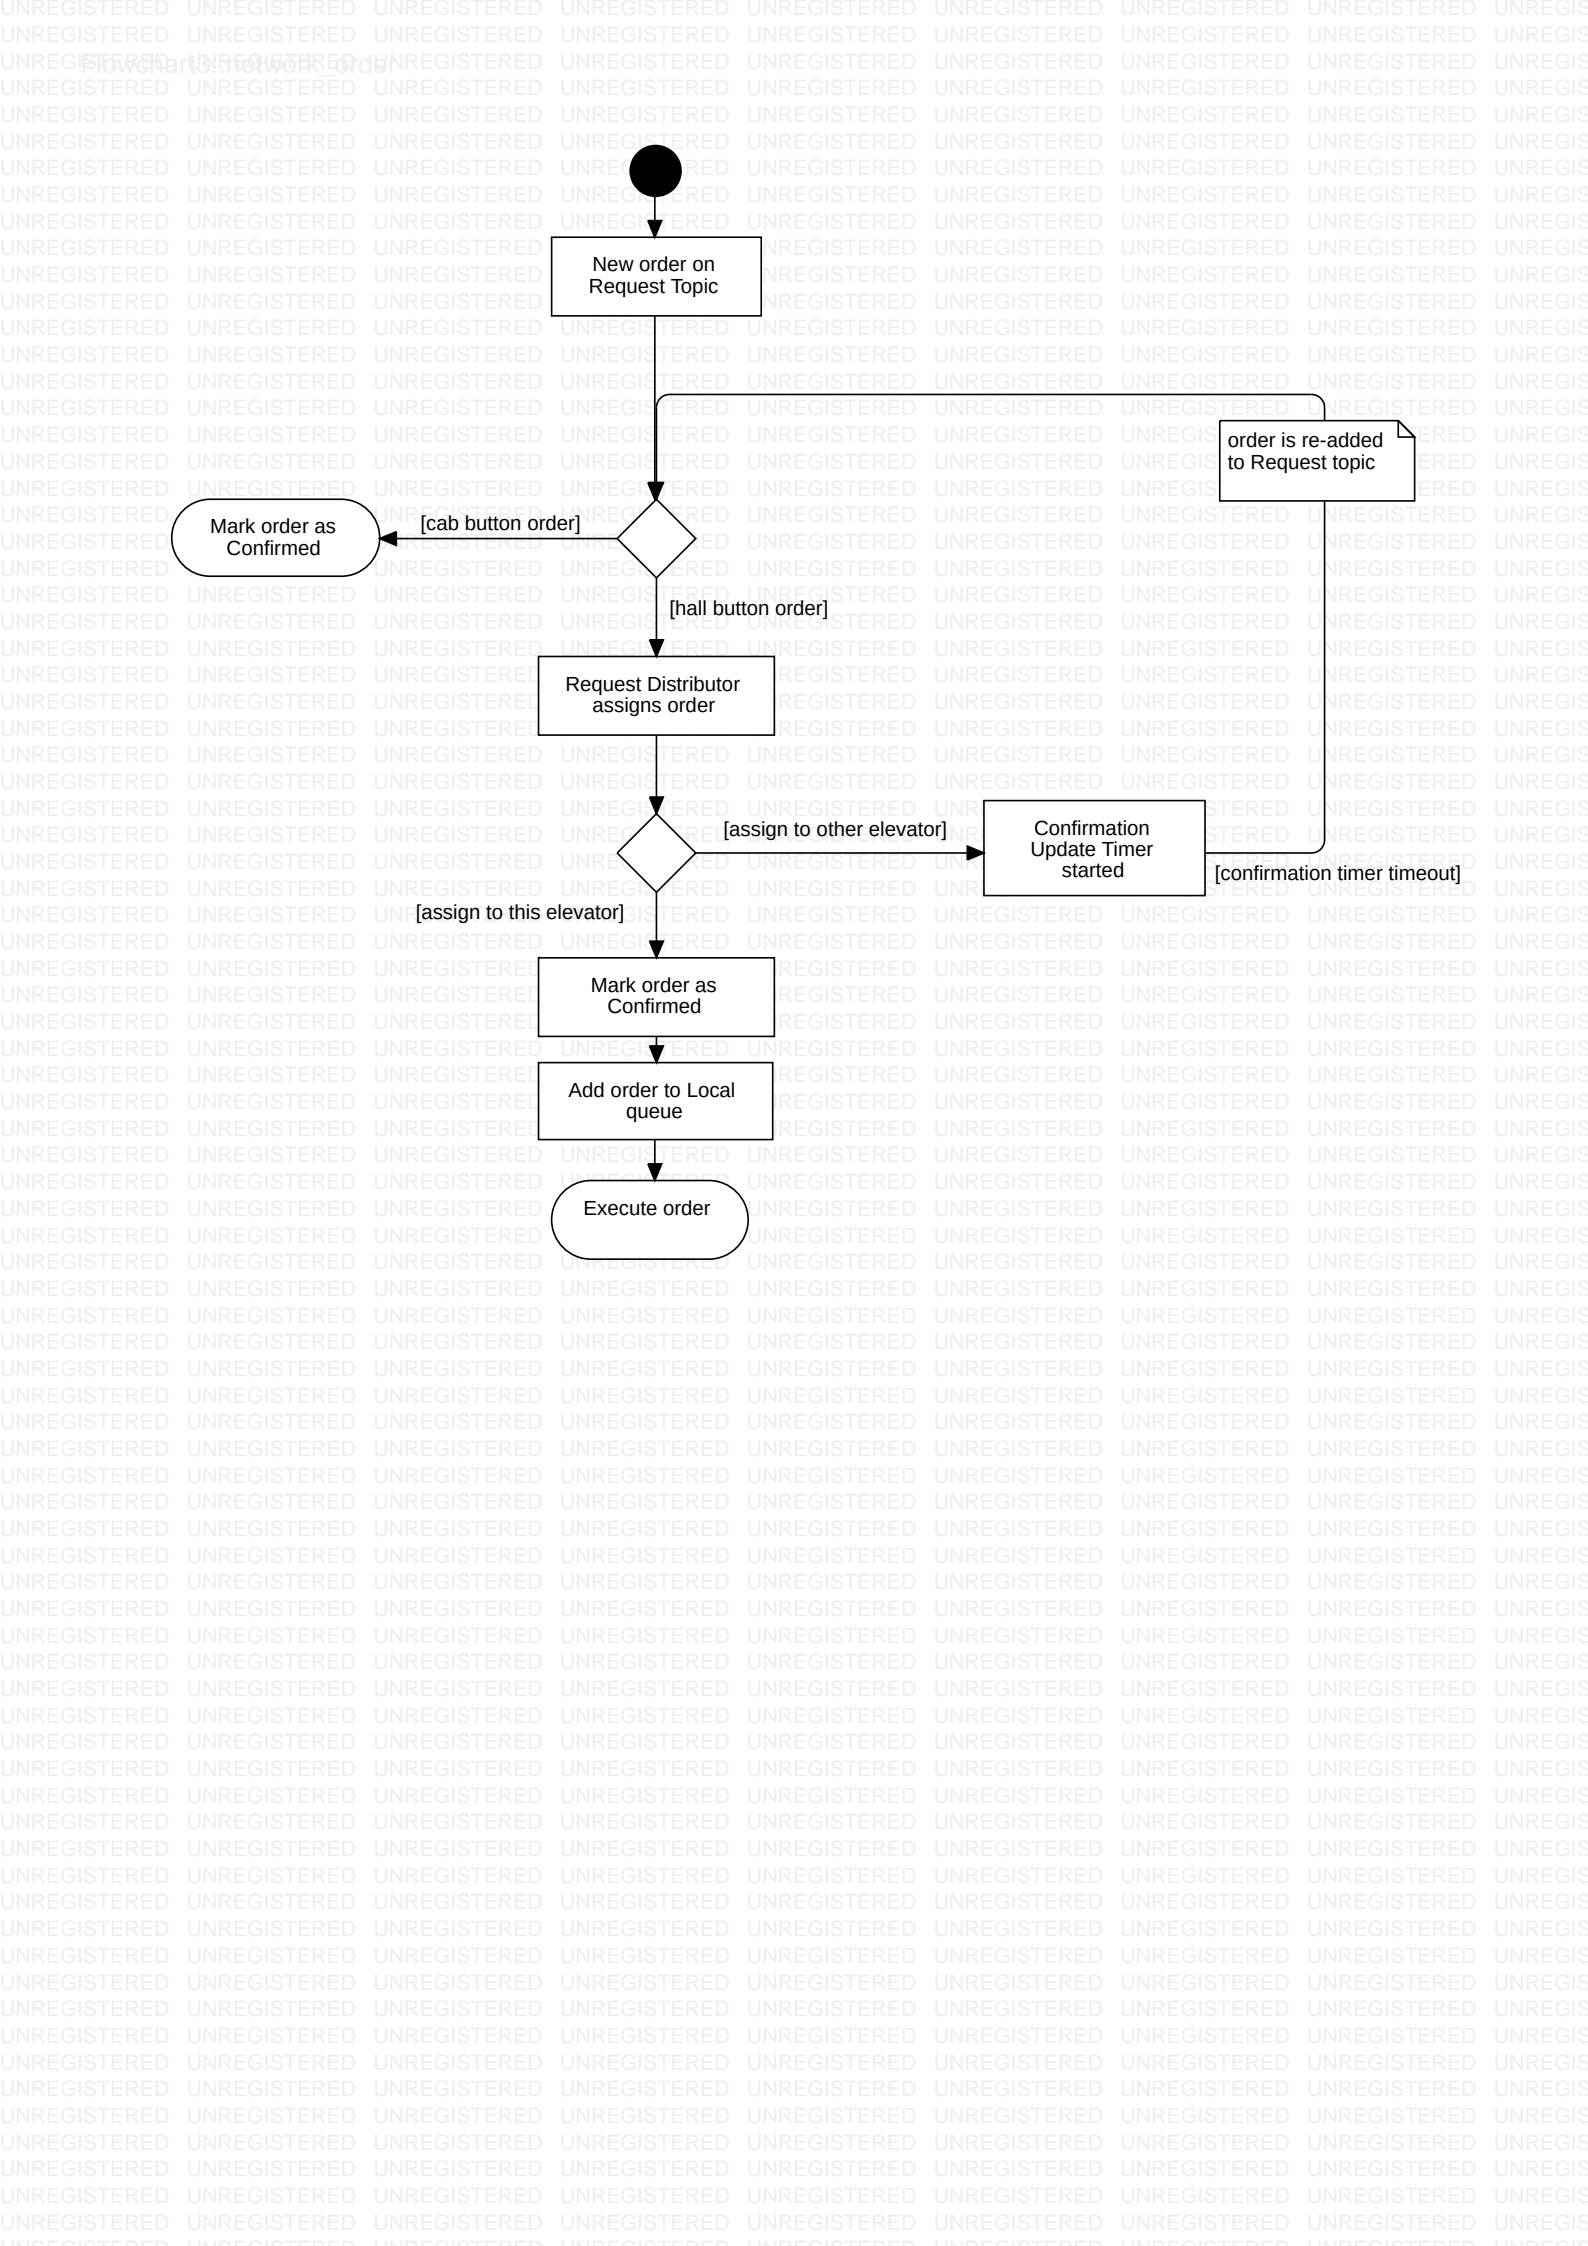 Flowchart3::network_order
New order on
Request Topic
order is re-added
to Request topic
Mark order as
Confirmed
[cab button order]
[hall button order]
Request Distributor
assigns order
[assign to other elevator]
Confirmation
Update Timer
started
[confirmation timer timeout]
[assign to this elevator]
Mark order as
Confirmed
Add order to Local
queue
Execute order
UNREGISTERED